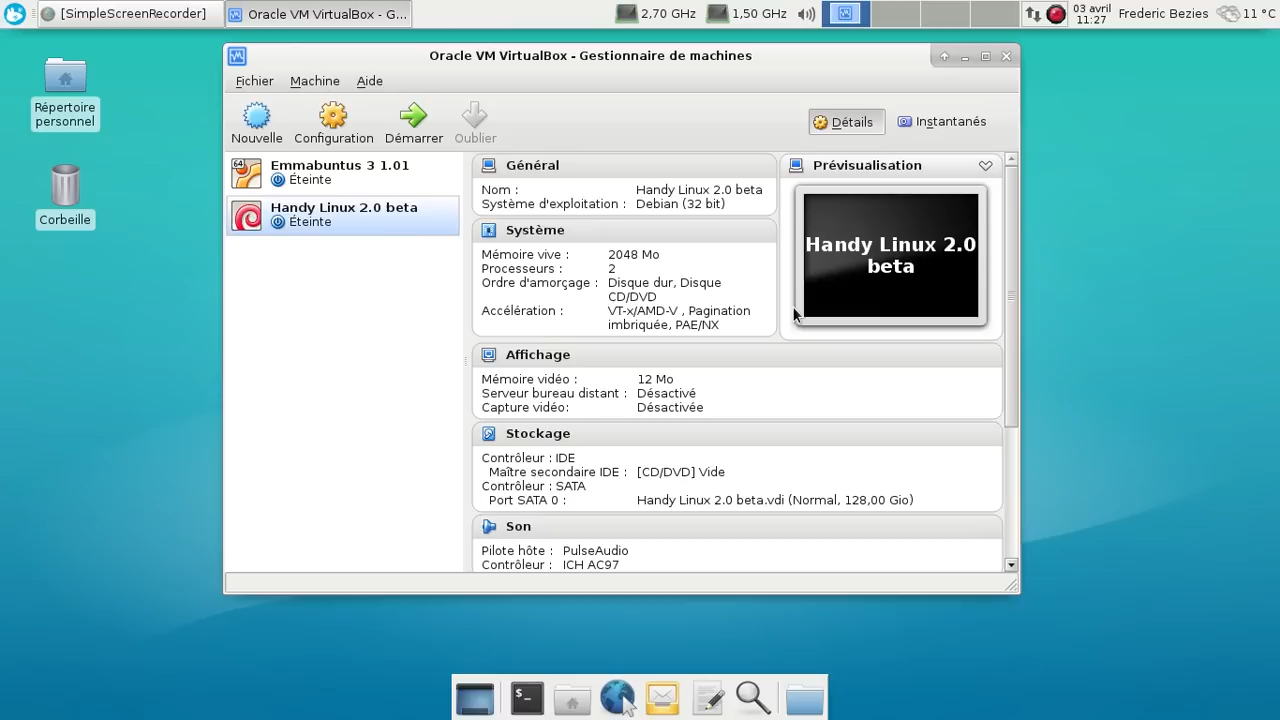 [SimpleScreenRecorder]
Oracle VM VirtualBox - G...
2,70 GHz
1,50 GHz
03 avril
11:27
Frederic Bezies
11 °C
Répertoire
personnel
Corbeille
Oracle VM VirtualBox - Gestionnaire de machines
Fichier Machine Aide
Nouvelle Configuration Démarrer Oublier
Détails Instantanés
64
Emmabuntus 3 1.01
Éteinte
Handy Linux 2.0 beta
Éteinte
Général
Nom : Handy Linux 2.0 beta
Système d'exploitation : Debian (32 bit)
Système
Mémoire vive : 2048 Mo
Processeurs : 2
Ordre d'amorçage : Disque dur, Disque
CD/DVD
Accélération : VT-x/AMD-V , Pagination
imbriquée, PAE/NX
Prévisualisation
Handy Linux 2.0
beta
Affichage
Mémoire vidéo : 12 Mo
Serveur bureau distant : Désactivé
Capture vidéo: Désactivée
Stockage
Contrôleur : IDE
Maître secondaire IDE : [CD/DVD] Vide
Contrôleur : SATA
Port SATA 0 : Handy Linux 2.0 beta.vdi (Normal, 128,00 Gio)
Son
Pilote hôte : PulseAudio
Contrôleur : ICH AC97
$_